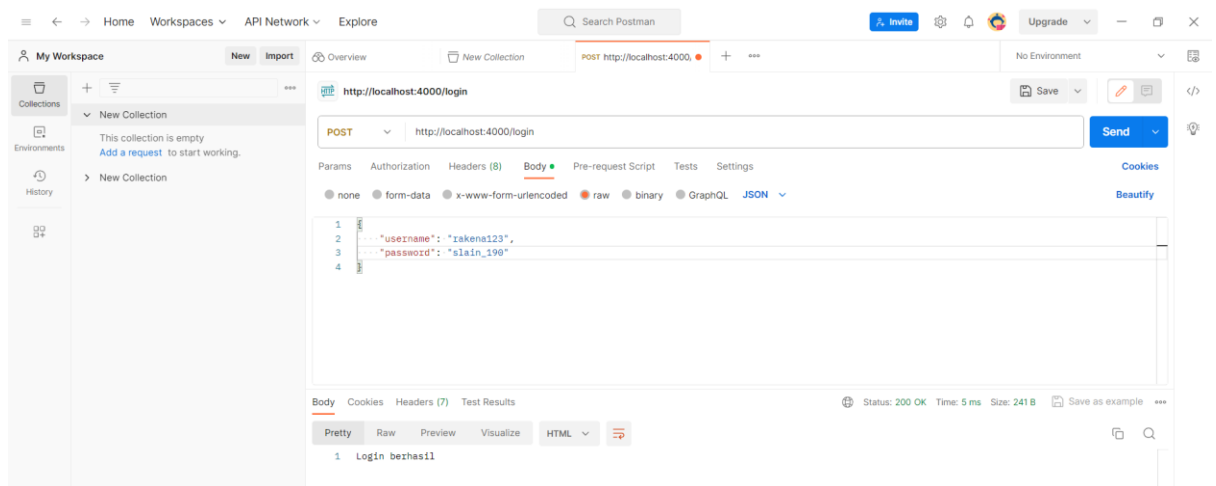 Home Workspaces API Network Explore Search Postman Invite Upgrade
My Workspace New Import Overview New Collection POST http://localhost:4000, No Environment
Collections
New Collection
This collection is empty
Add a request to start working.
New Collection
Environments
History
HTTP http://localhost:4000/login Save
POST http://localhost:4000/login Send
Params Authorization Headers (8) Body Pre-request Script Tests Settings Cookies
none form-data x-www-form-urlencoded raw binary GraphQL JSON Beautify
1 {
2 "username": "rakena123",
3 "password": "slain_190"
4 }
Body Cookies Headers (7) Test Results Status: 200 OK Time: 5 ms Size: 241 B Save as example
Pretty Raw Preview Visualize HTML
1 Login berhasil